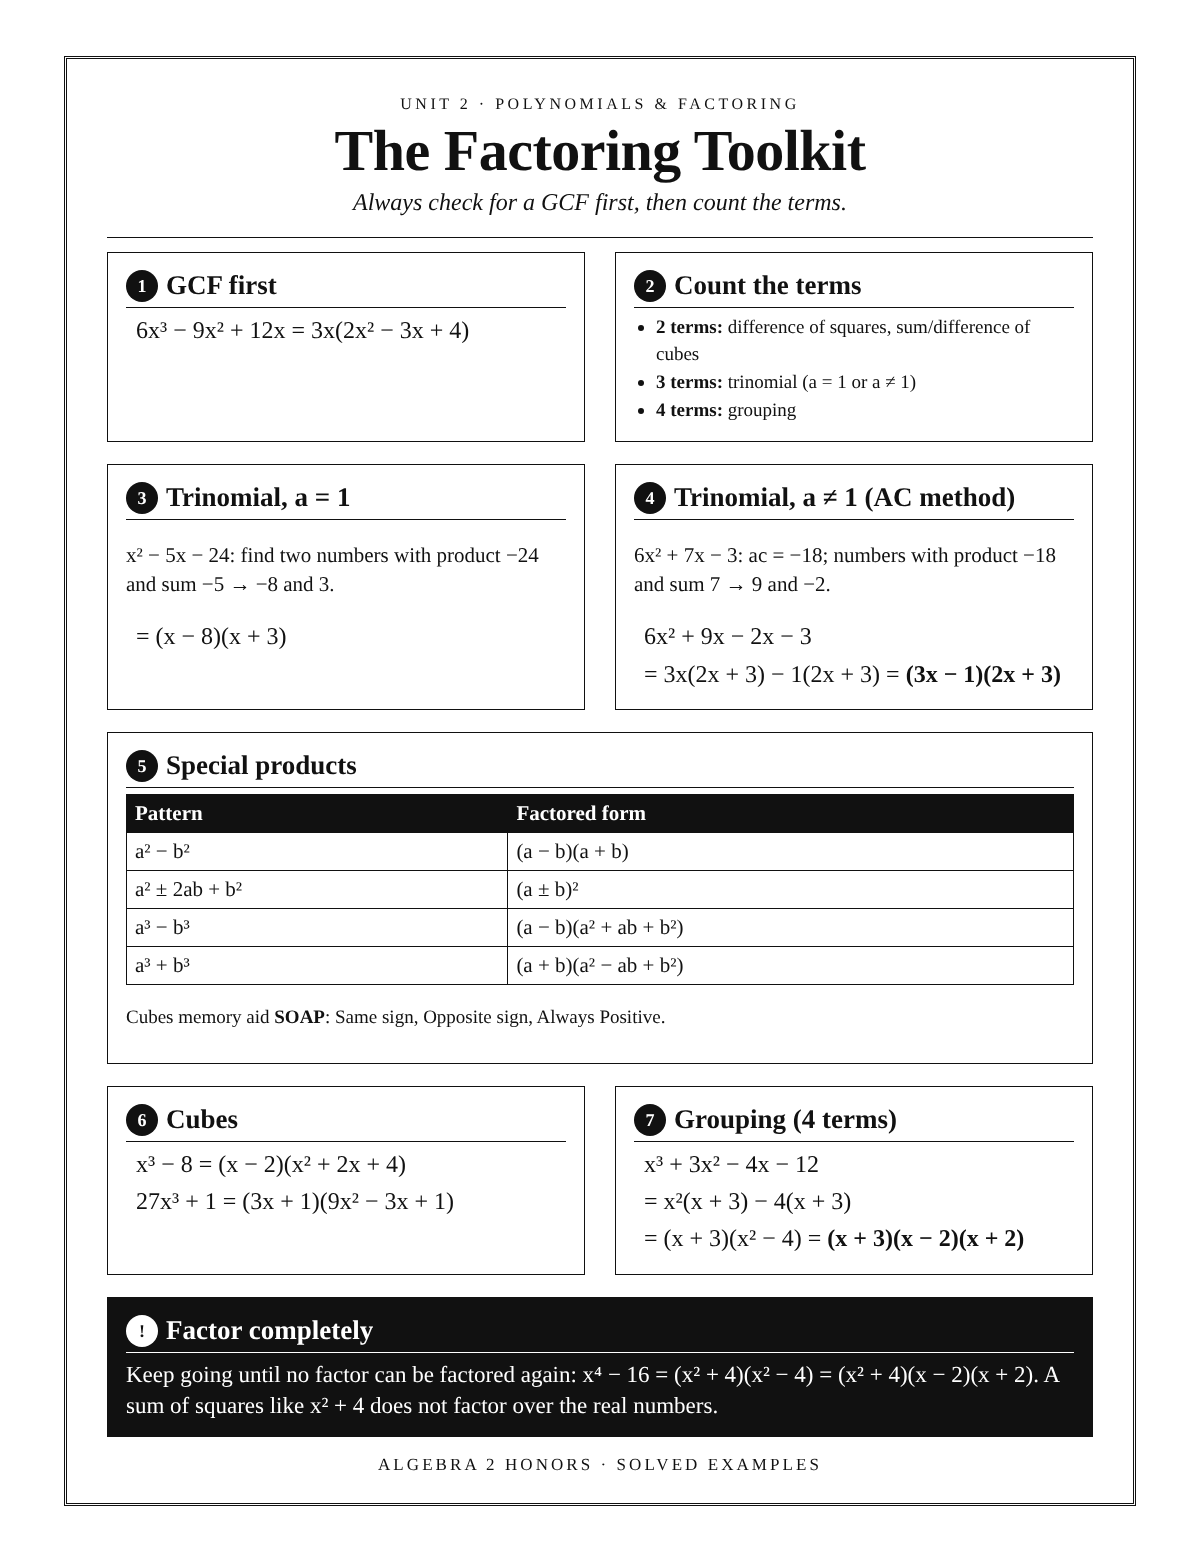 UNIT 2 · POLYNOMIALS & FACTORING
The Factoring Toolkit
Always check for a GCF first, then count the terms.
1 GCF first
6x³ − 9x² + 12x = 3x(2x² − 3x + 4)
2 Count the terms
• 2 terms: difference of squares, sum/difference of
cubes
• 3 terms: trinomial (a = 1 or a ≠ 1)
• 4 terms: grouping
3 Trinomial, a = 1
x² − 5x − 24: find two numbers with product −24
and sum −5 → −8 and 3.
= (x − 8)(x + 3)
4 Trinomial, a ≠ 1 (AC method)
6x² + 7x − 3: ac = −18; numbers with product −18
and sum 7 → 9 and −2.
6x² + 9x − 2x − 3
= 3x(2x + 3) − 1(2x + 3) = (3x − 1)(2x + 3)
5 Special products
Pattern Factored form
a² − b² (a − b)(a + b)
a² ± 2ab + b² (a ± b)²
a³ − b³ (a − b)(a² + ab + b²)
a³ + b³ (a + b)(a² − ab + b²)
Cubes memory aid SOAP: Same sign, Opposite sign, Always Positive.
6 Cubes
x³ − 8 = (x − 2)(x² + 2x + 4)
27x³ + 1 = (3x + 1)(9x² − 3x + 1)
7 Grouping (4 terms)
x³ + 3x² − 4x − 12
= x²(x + 3) − 4(x + 3)
= (x + 3)(x² − 4) = (x + 3)(x − 2)(x + 2)
! Factor completely
Keep going until no factor can be factored again: x⁴ − 16 = (x² + 4)(x² − 4) = (x² + 4)(x − 2)(x + 2). A
sum of squares like x² + 4 does not factor over the real numbers.
ALGEBRA 2 HONORS · SOLVED EXAMPLES